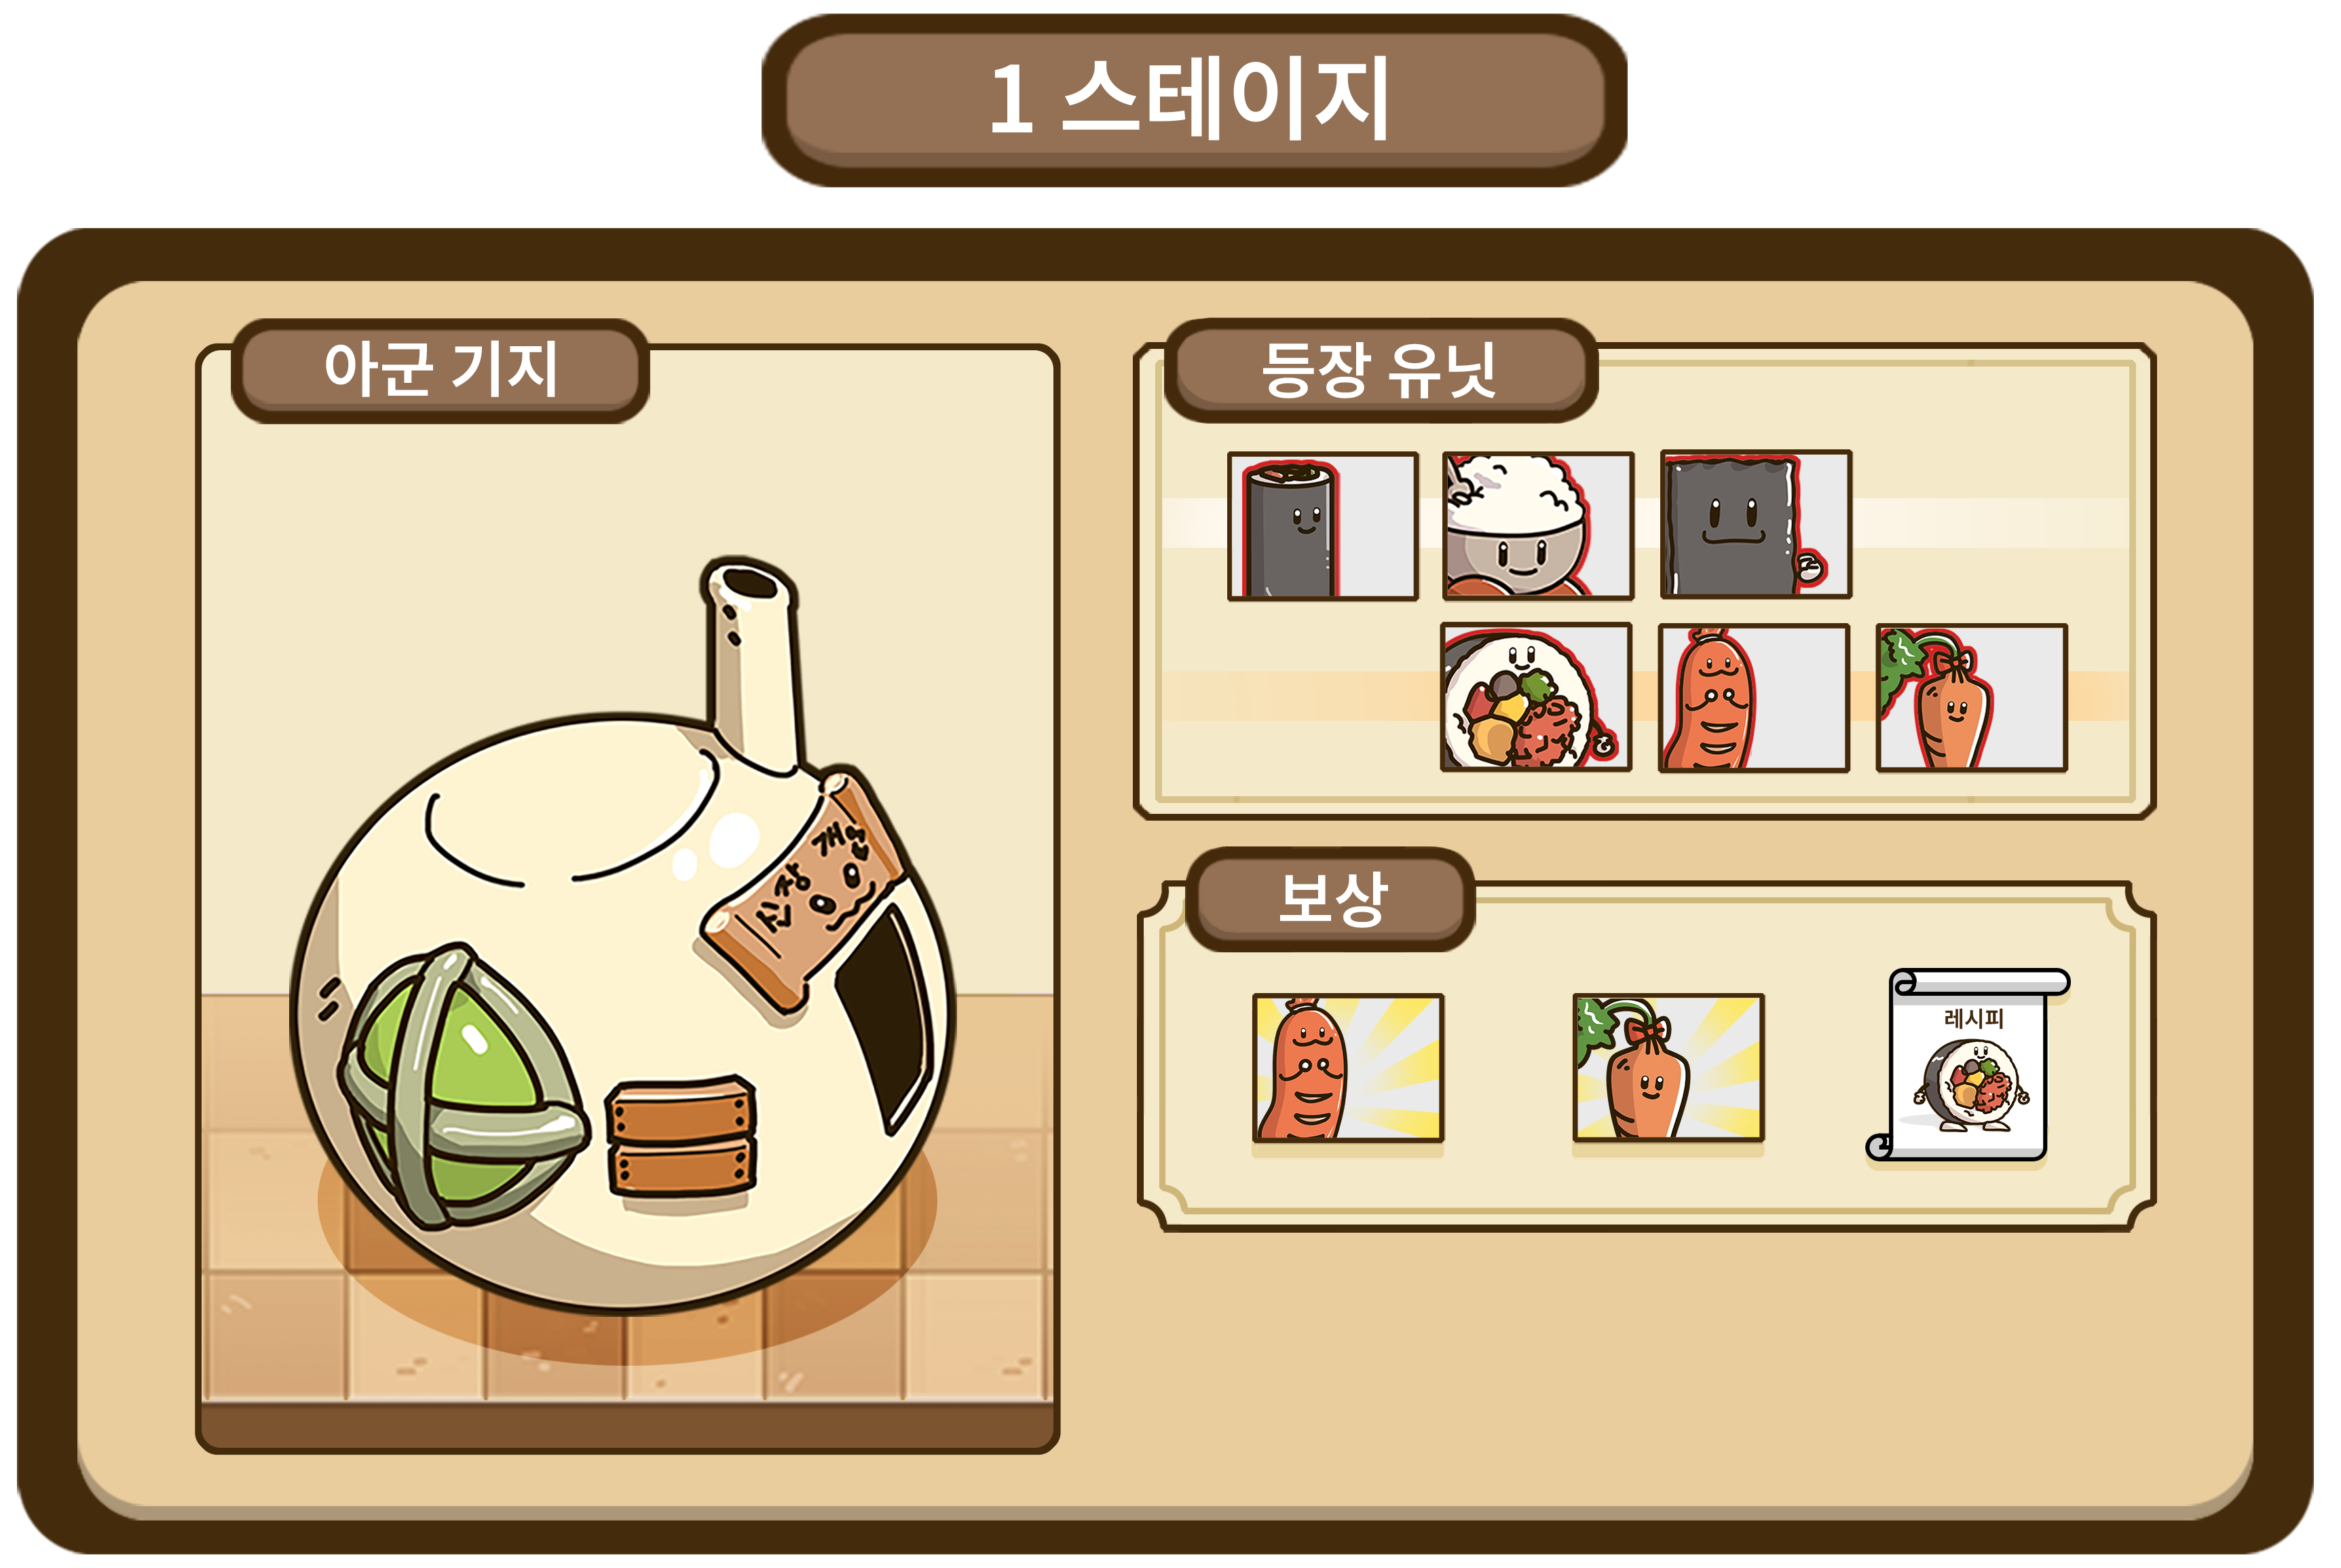 1 스테이지
아군 기지
등장 유닛
신장 개업
보상
레시피